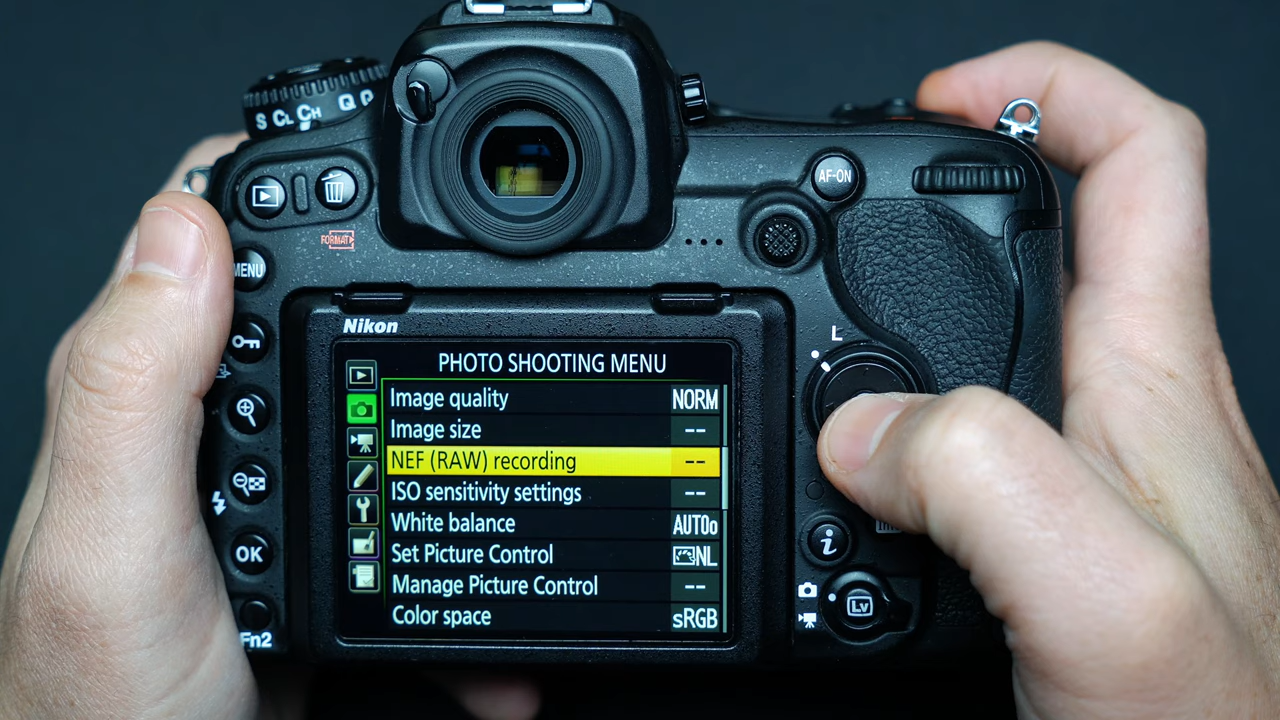 S CL CH Q
AF-ON
FORMAT
MENU
L
Nikon
PHOTO SHOOTING MENU
Image quality NORM
Image size --
NEF (RAW) recording --
ISO sensitivity settings --
White balance AUTO0
Set Picture Control NL
Manage Picture Control --
Color space sRGB
OK
i
Lv
Fn2